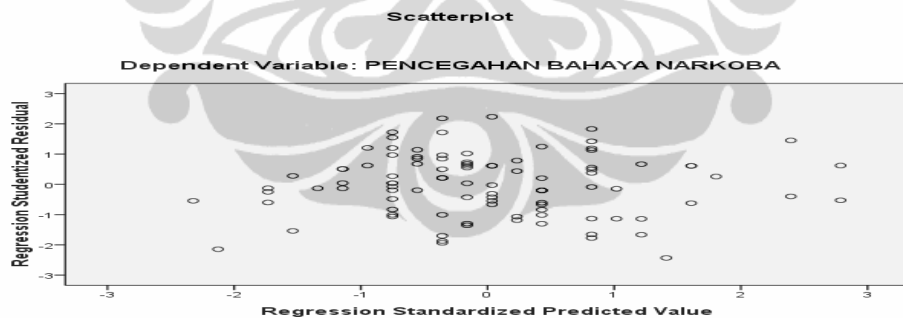 Scatterplot
Dependent Variable: PENCEGAHAN BAHAYA NARKOBA
Regression Studentized Residual
3
2
1
0
-1
-2
-3
-3 -2 -1 0 1 2 3
Regression Standardized Predicted Value